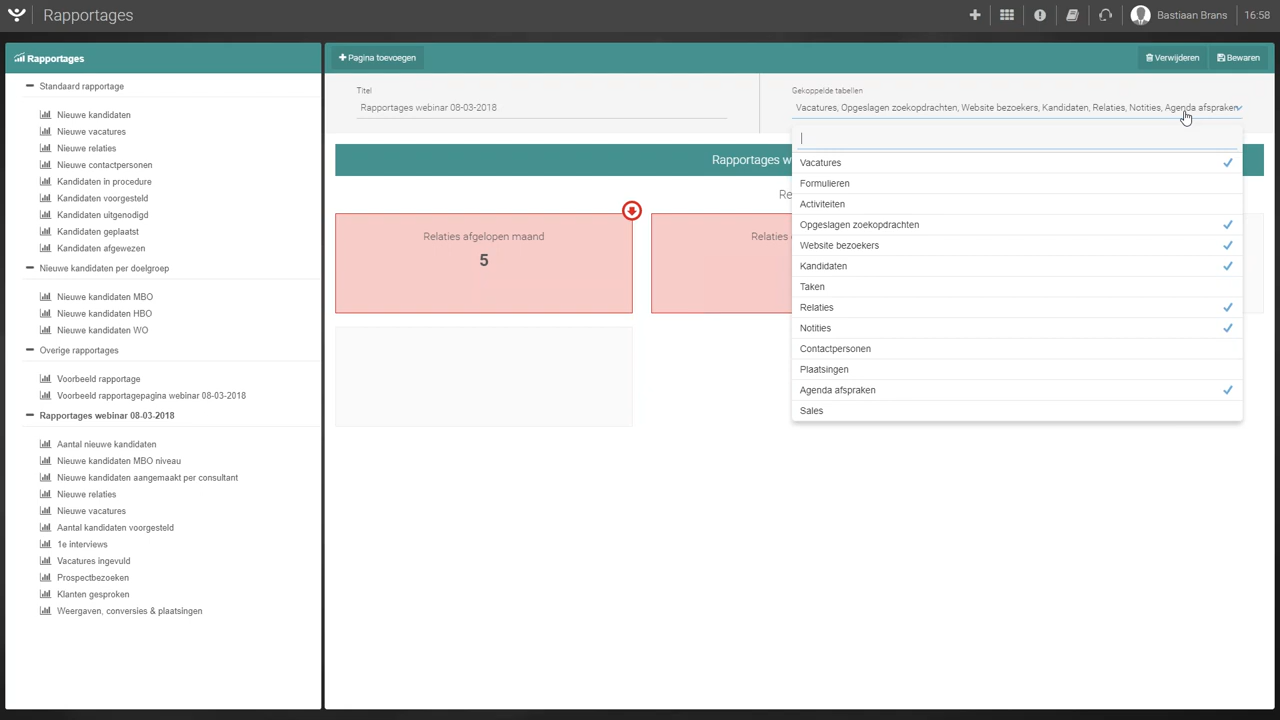 Rapportages
Bastiaan Brans
16:58
Rapportages
Standaard rapportage
Nieuwe kandidaten
Nieuwe vacatures
Nieuwe relaties
Nieuwe contactpersonen
Kandidaten in procedure
Kandidaten voorgesteld
Kandidaten uitgenodigd
Kandidaten geplaatst
Kandidaten afgewezen
Nieuwe kandidaten per doelgroep
Nieuwe kandidaten MBO
Nieuwe kandidaten HBO
Nieuwe kandidaten WO
Overige rapportages
Voorbeeld rapportage
Voorbeeld rapportagepagina webinar 08-03-2018
Rapportages webinar 08-03-2018
Aantal nieuwe kandidaten
Nieuwe kandidaten MBO niveau
Nieuwe kandidaten aangemaakt per consultant
Nieuwe relaties
Nieuwe vacatures
Aantal kandidaten voorgesteld
1e interviews
Vacatures ingevuld
Prospectbezoeken
Klanten gesproken
Weergaven, conversies & plaatsingen
Pagina toevoegen
Verwijderen
Bewaren
Titel
Rapportages webinar 08-03-2018
Gekoppelde tabellen
Vacatures, Opgeslagen zoekopdrachten, Website bezoekers, Kandidaten, Relaties, Notities, Agenda afspraken
Rapportages w
Re
Relaties afgelopen maand
5
Relaties
Vacatures
Formulieren
Activiteiten
Opgeslagen zoekopdrachten
Website bezoekers
Kandidaten
Taken
Relaties
Notities
Contactpersonen
Plaatsingen
Agenda afspraken
Sales